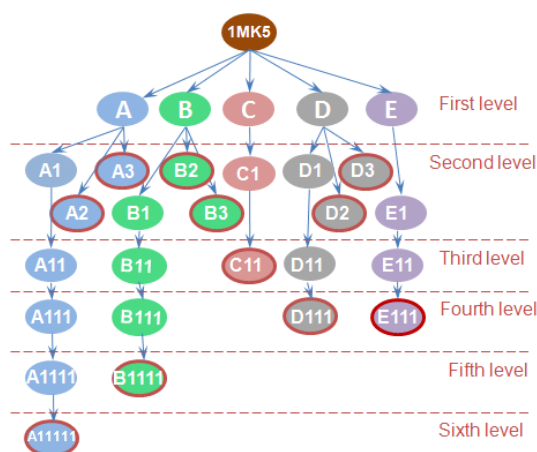 1MK5
A B C D E First level
A1 A3 B2 C1 D1 D3 Second level
A2 B1 B3 D2 E1
A11 B11 C11 D11 E11 Third level
A111 B111 D111 E111 Fourth level
A1111 B1111 Fifth level
A11111 Sixth level